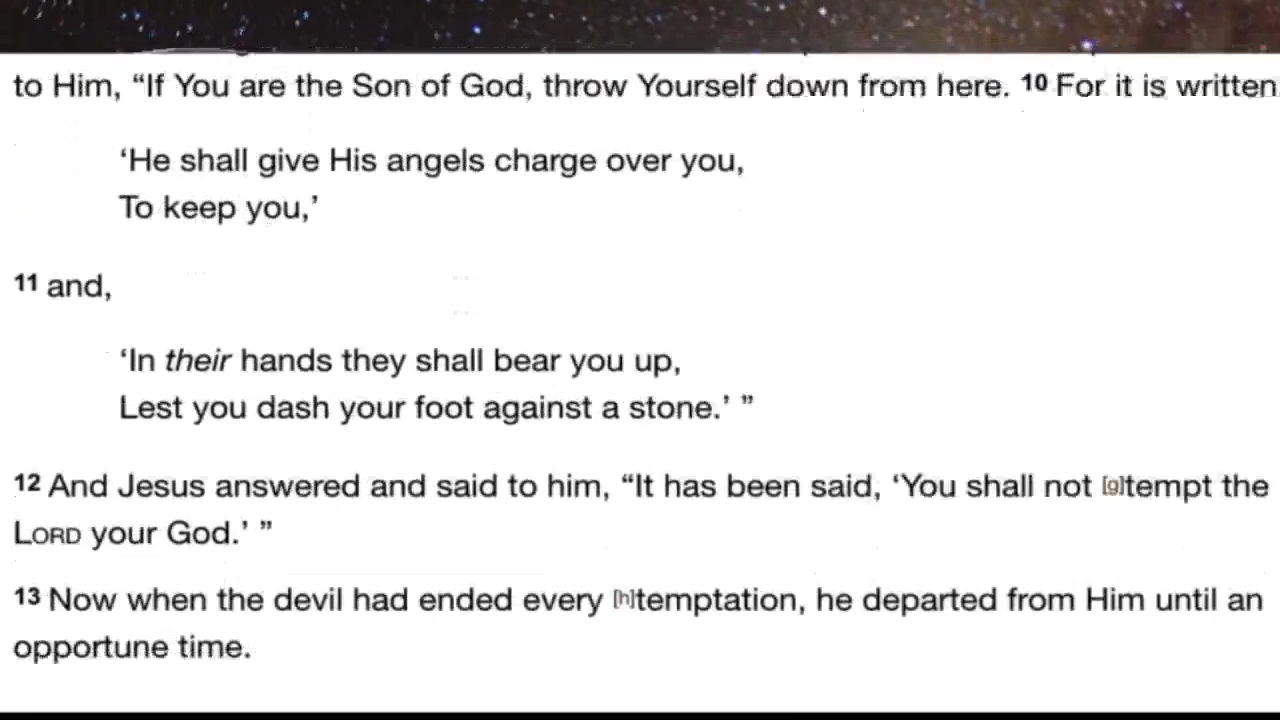 to Him, “If You are the Son of God, throw Yourself down from here. 10 For it is written
‘He shall give His angels charge over you,
To keep you,’
11 and,
‘In their hands they shall bear you up,
Lest you dash your foot against a stone.’ ”
12 And Jesus answered and said to him, “It has been said, ‘You shall not [g]tempt the
LORD your God.’ ”
13 Now when the devil had ended every [h]temptation, he departed from Him until an
opportune time.